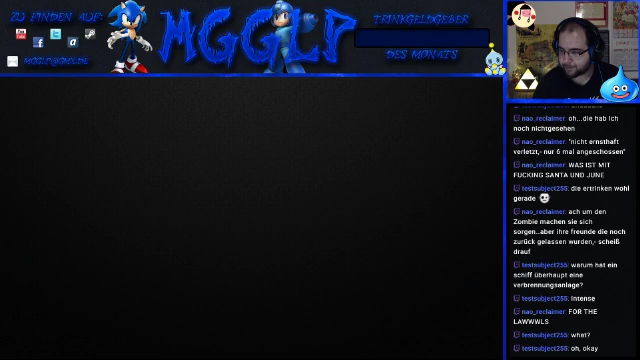 ZU FINDEN AUF:
MGGLP@GMX.DE
MGGLP
TRINKGELDGEBER
DES MONATS
nao_reclaimer: oh...die hab ich
noch nichtgesehen
nao_reclaimer: "nicht ernsthaft
verletzt,- nur 6 mal angeschossen"
nao_reclaimer: WAS IST MIT
FUCKING SANTA UND JUNE
testsubject255: die ertrinken wohl
gerade
nao_reclaimer: ach um den
Zombie machen sie sich
sorgen..aber ihre freunde die noch
zurück gelassen wurden,- scheiß
drauf
testsubject255: warum hat ein
schiff überhaupt eine
verbrennungsanlage?
testsubject255: Intense
nao_reclaimer: FOR THE
LAWWWLS
testsubject255: what?
testsubject255: oh, okay